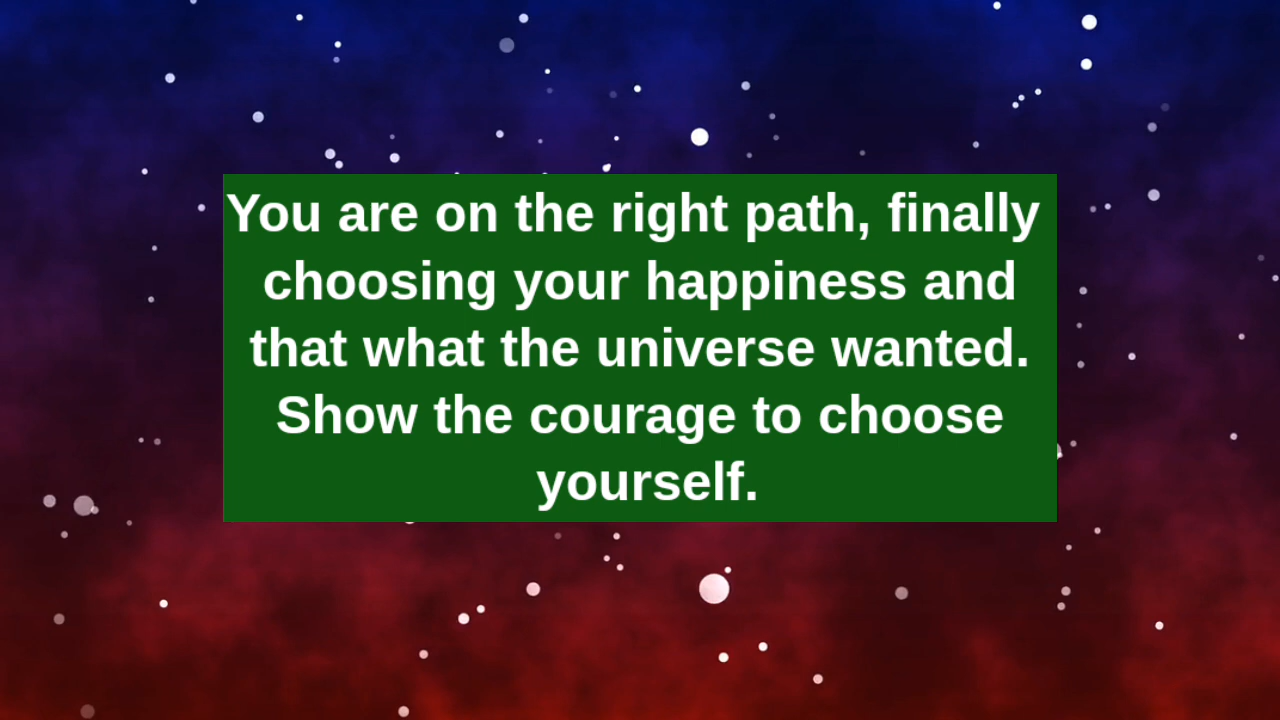 You are on the right path, finally
choosing your happiness and
that what the universe wanted.
Show the courage to choose
yourself.